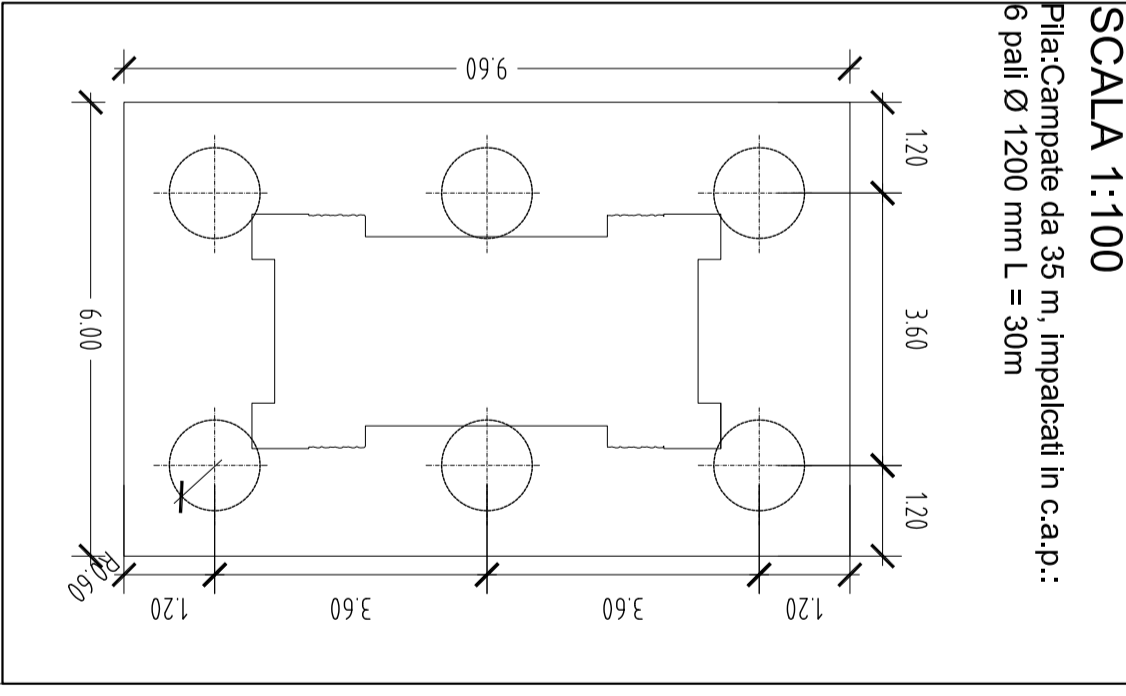 SCALA 1:100
Pila:Campate da 35 m, impalcati in c.a.p.:
6 pali Ø 1200 mm L = 30m
9.60
1.20
3.60
1.20
6.00
R0.60
1.20
3.60
3.60
1.20